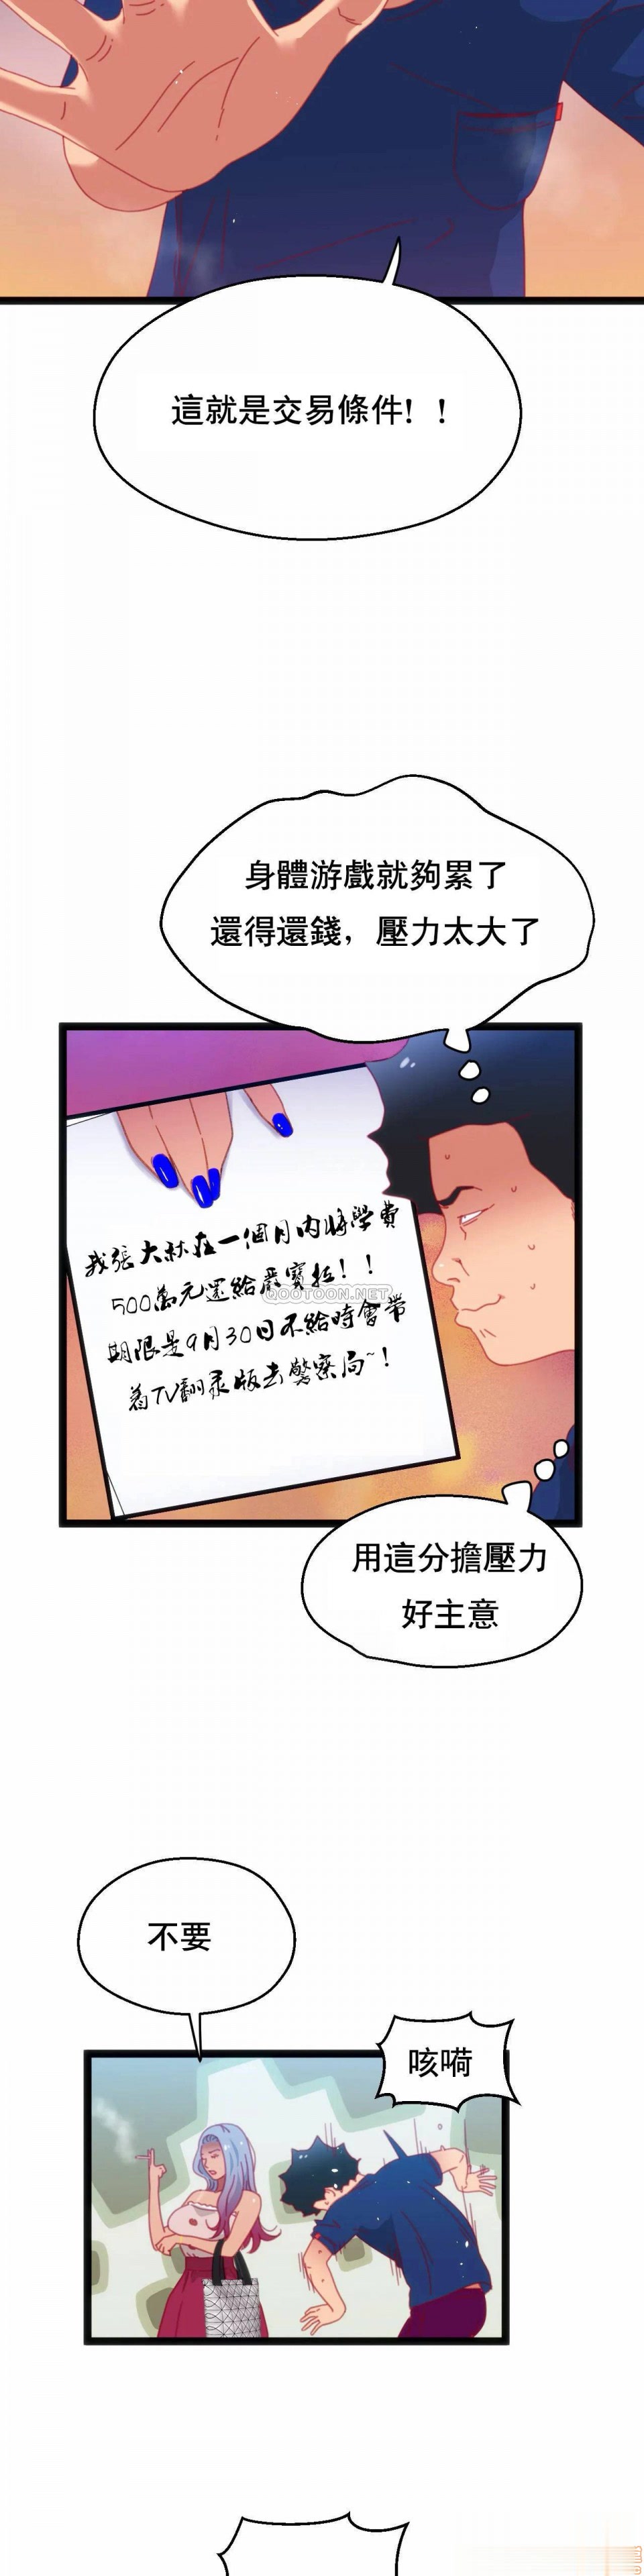 這就是交易條件！！
身體游戲就夠累了
還得還錢，壓力太大了
我張大林在一個月內將學費
500萬元還給嚴寶拉！！
QOOTOON.NET
期限是9月30日不給時會帶
着TV翻录版去警察局~！
用這分擔壓力
好主意
不要
咳嗬